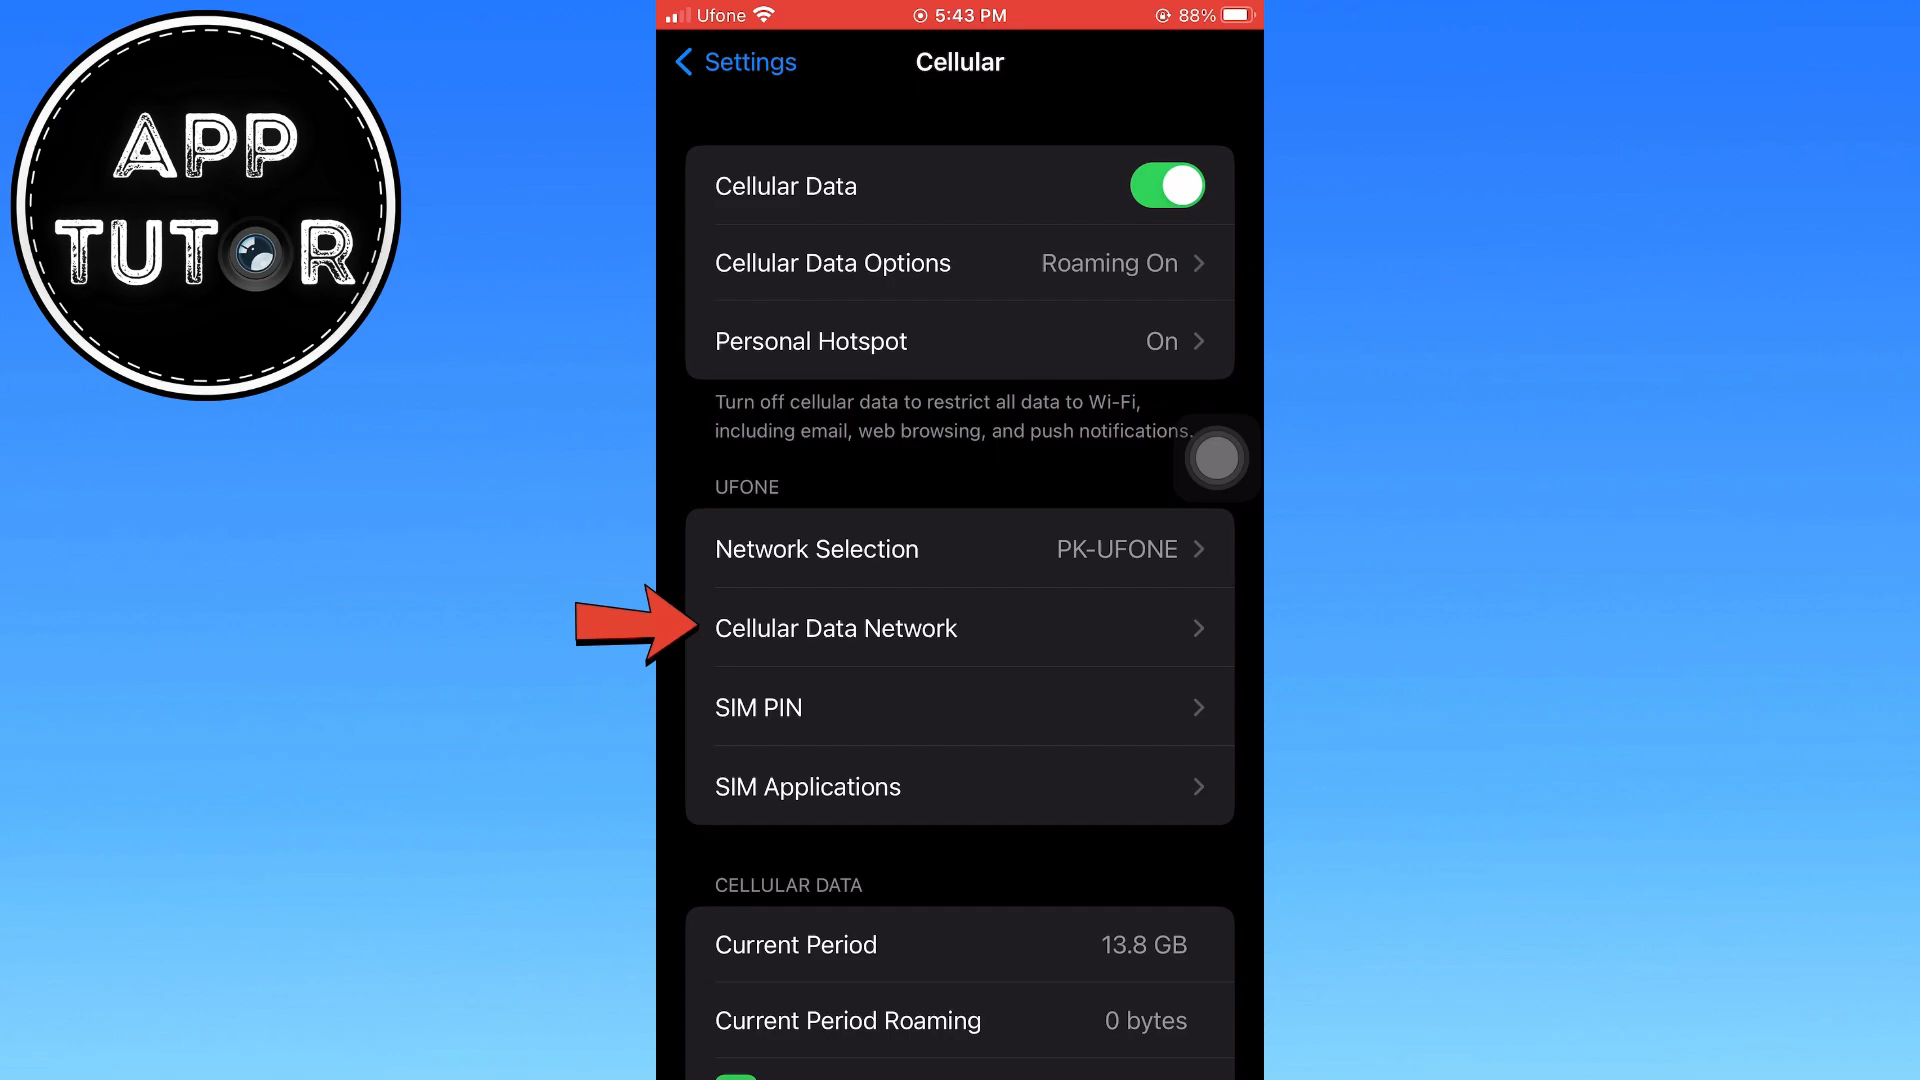 APP
TUTOR
Ufone 5:43 PM 88%
Settings Cellular
Cellular Data
Cellular Data Options Roaming On
Personal Hotspot On
Turn off cellular data to restrict all data to Wi-Fi,
including email, web browsing, and push notifications.
UFONE
Network Selection PK-UFONE
Cellular Data Network
SIM PIN
SIM Applications
CELLULAR DATA
Current Period 13.8 GB
Current Period Roaming 0 bytes